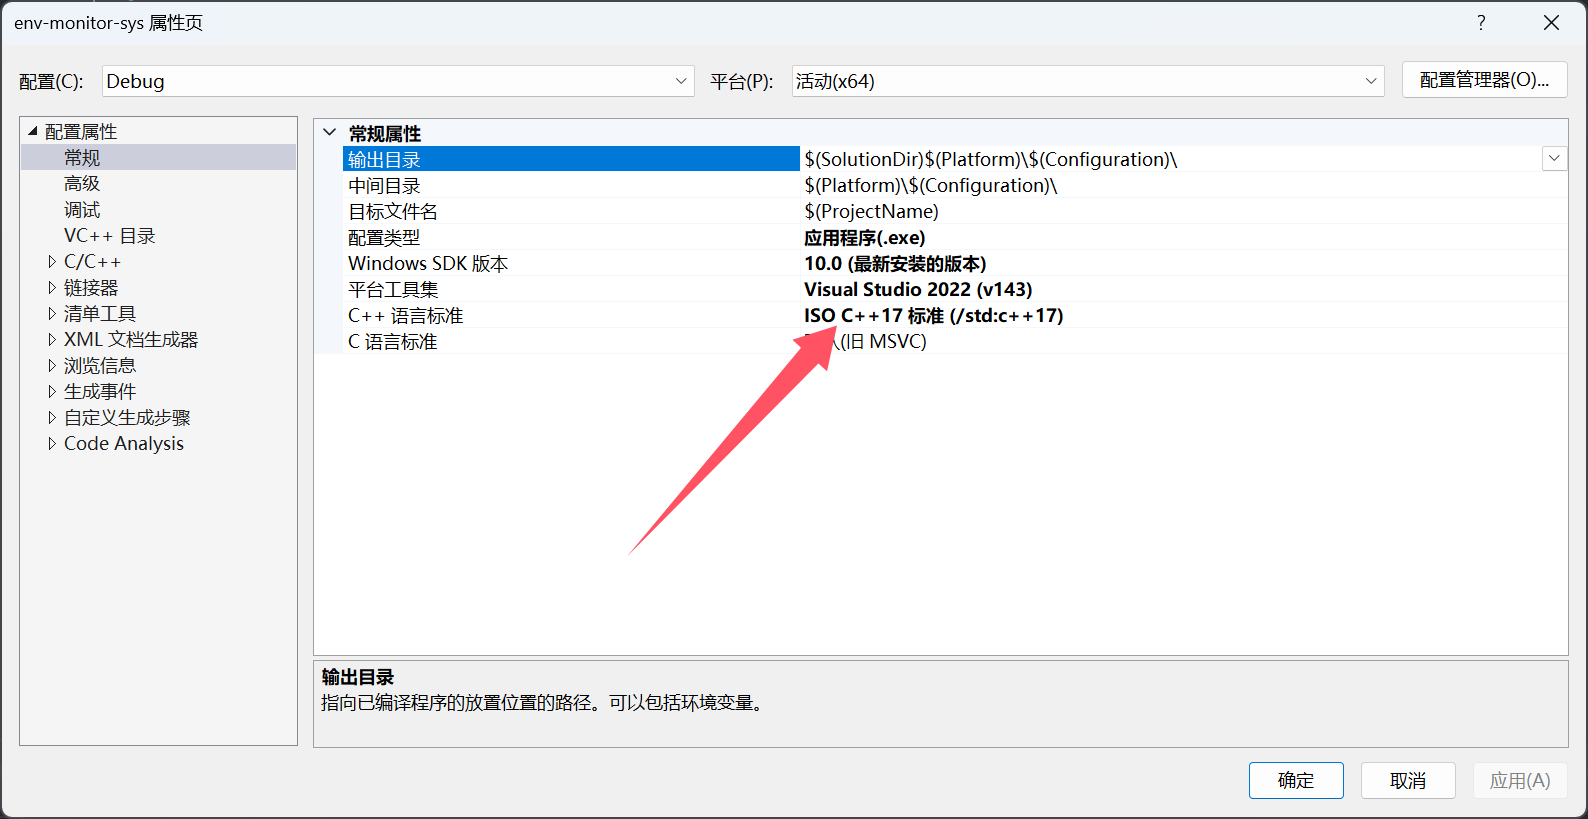 env-monitor-sys 属性页
?
配置(C):
Debug
平台(P):
活动(x64)
配置管理器(O)...
配置属性
常规
高级
调试
VC++ 目录
C/C++
链接器
清单工具
XML 文档生成器
浏览信息
生成事件
自定义生成步骤
Code Analysis
常规属性
输出目录 $(SolutionDir)$(Platform)\$(Configuration)\
中间目录 $(Platform)\$(Configuration)\
目标文件名 $(ProjectName)
配置类型 应用程序(.exe)
Windows SDK 版本 10.0 (最新安装的版本)
平台工具集 Visual Studio 2022 (v143)
C++ 语言标准 ISO C++17 标准 (/std:c++17)
C 语言标准 (旧 MSVC)
输出目录
指向已编译程序的放置位置的路径。可以包括环境变量。
确定
取消
应用(A)